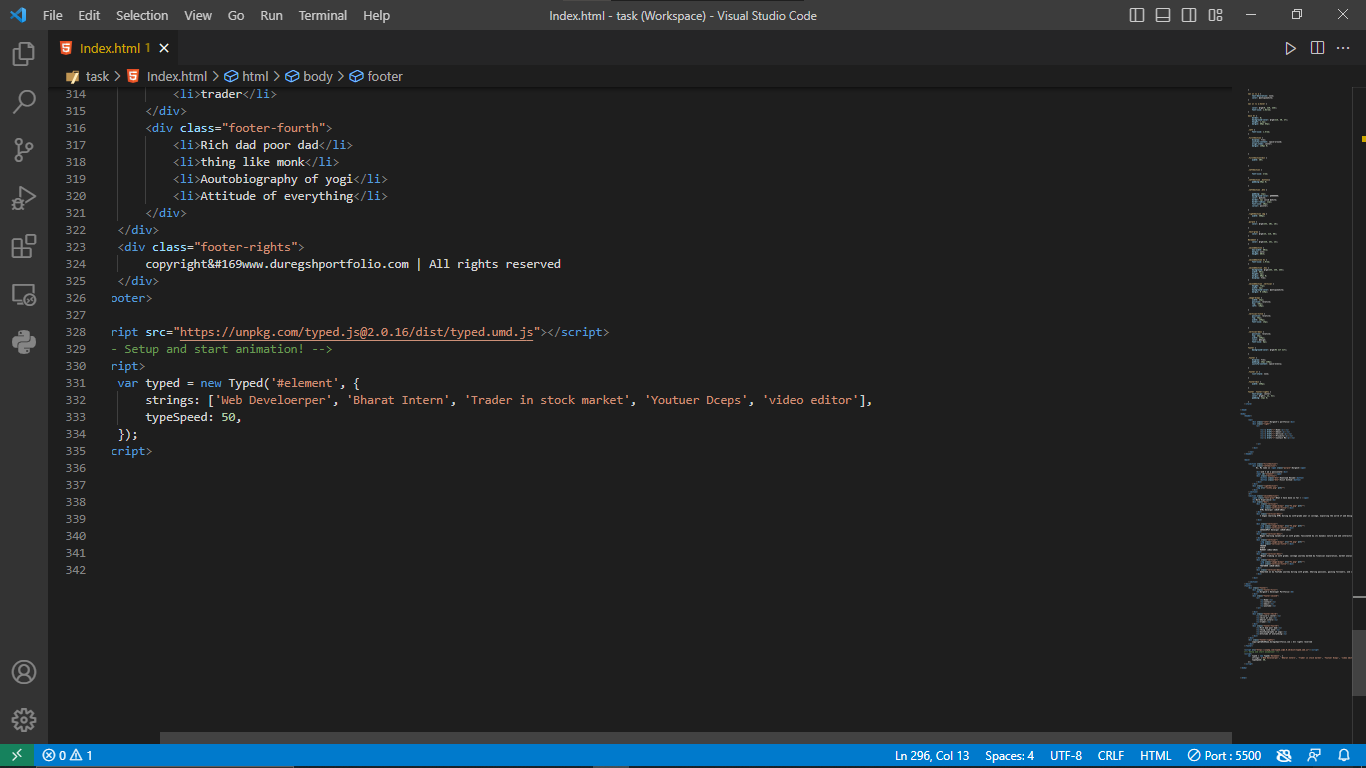 File Edit Selection View Go Run Terminal Help Index.html - task (Workspace) - Visual Studio Code
Index.html 1
task > Index.html > html > body > footer
314 <li>trader</li>
315 </div>
316 <div class="footer-fourth">
317 <li>Rich dad poor dad</li>
318 <li>thing like monk</li>
319 <li>Aoutobiography of yogi</li>
320 <li>Attitude of everything</li>
321 </div>
322 </div>
323 <div class="footer-rights">
324 copyright&#169www.duregshportfolio.com | All rights reserved
325 </div>
326 ooter>
327
328 ript src="https://unpkg.com/typed.js@2.0.16/dist/typed.umd.js"></script>
329 - Setup and start animation! -->
330 ript>
331 var typed = new Typed('#element', {
332 strings: ['Web Develoerper', 'Bharat Intern', 'Trader in stock market', 'Youtuer Dceps', 'video editor'],
333 typeSpeed: 50,
334 });
335 cript>
336
337
338
339
340
341
342
0 1 Ln 296, Col 13 Spaces: 4 UTF-8 CRLF HTML Port : 5500